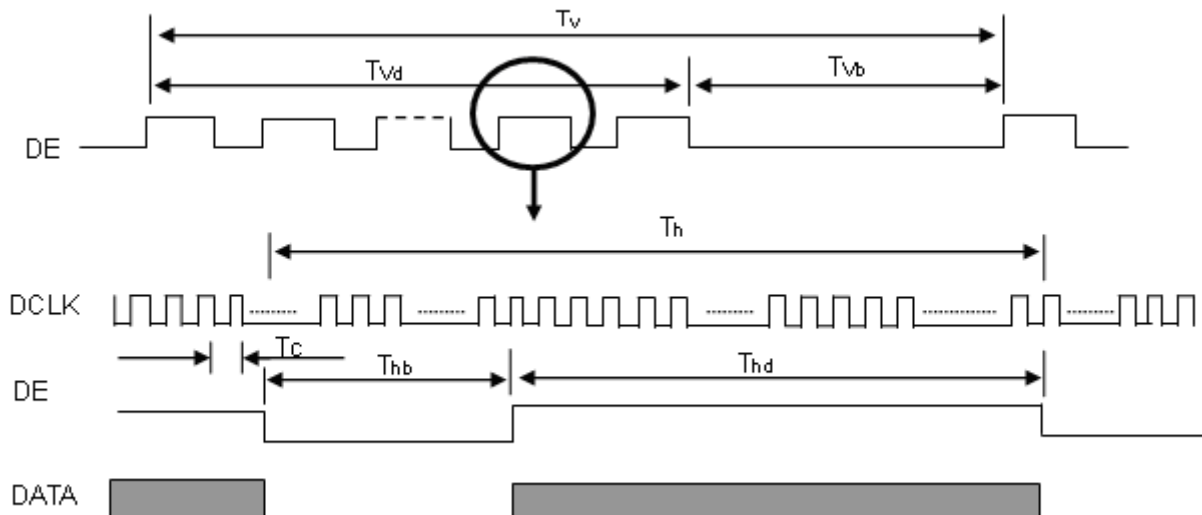 Tv
Tvd
Tvb
DE
Th
DCLK
Tc
Thb
Thd
DE
DATA